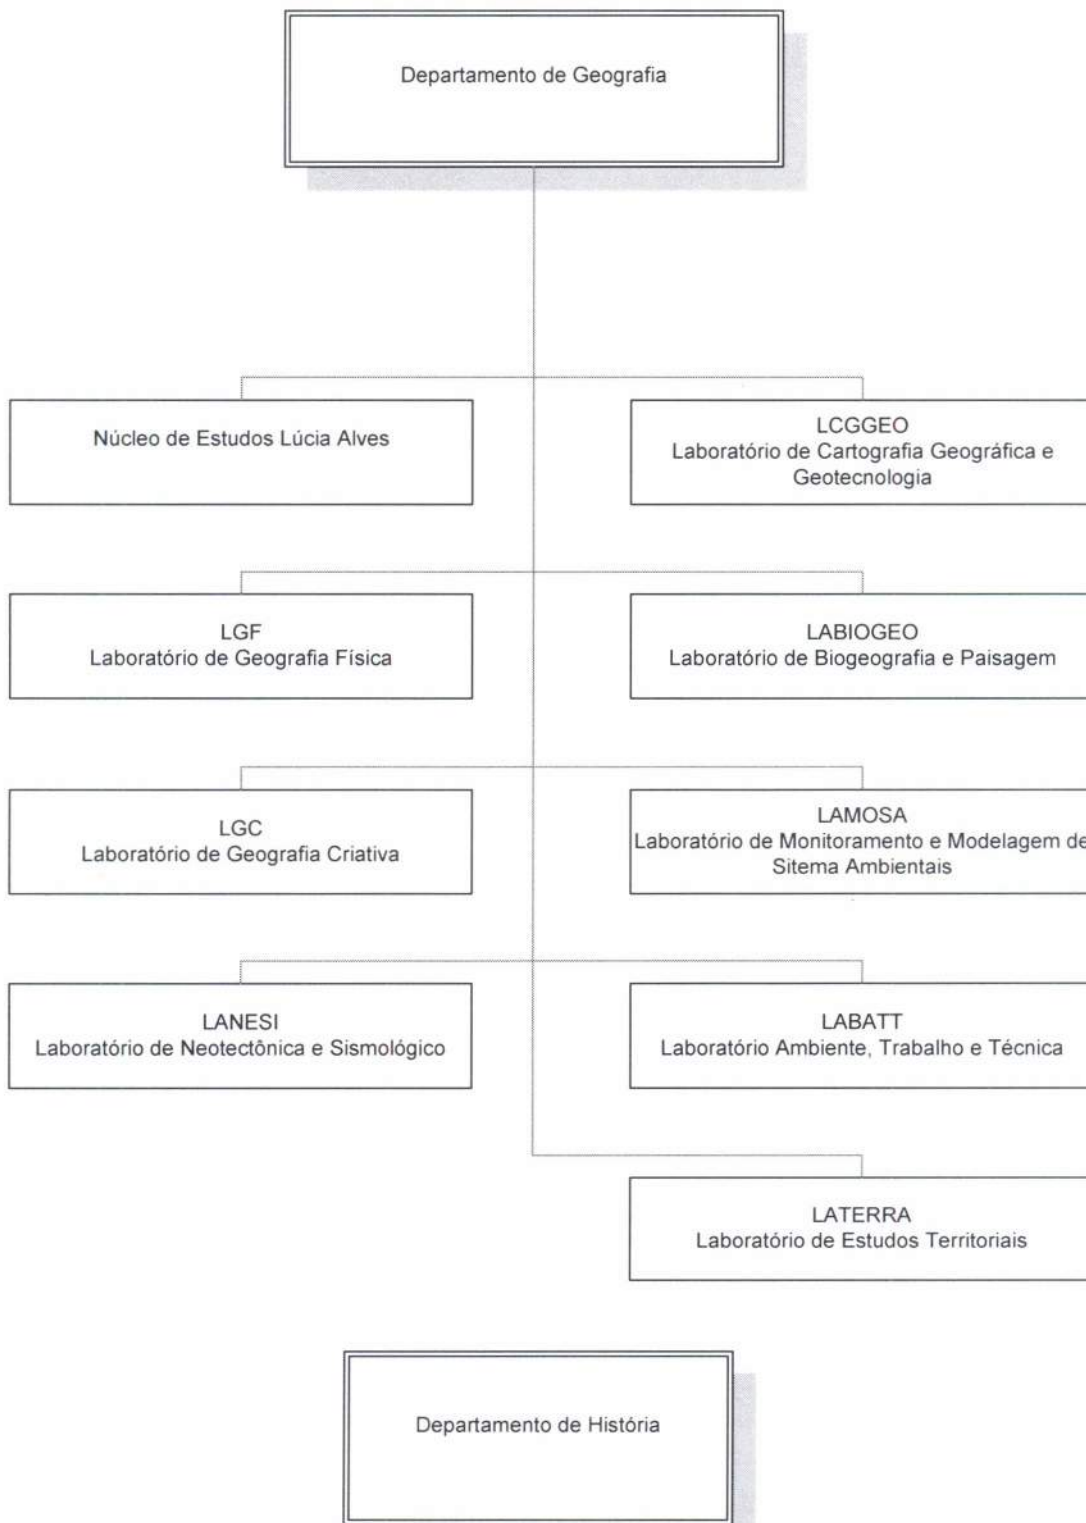 Departamento de Geografia
Núcleo de Estudos Lúcia Alves
LCGGEO
Laboratório de Cartografia Geográfica e
Geotecnologia
LGF
Laboratório de Geografia Física
LABIOGEO
Laboratório de Biogeografia e Paisagem
LGC
Laboratório de Geografia Criativa
LAMOSA
Laboratório de Monitoramento e Modelagem de
Sitema Ambientais
LANESI
Laboratório de Neotectônica e Sismológico
LABATT
Laboratório Ambiente, Trabalho e Técnica
LATERRA
Laboratório de Estudos Territoriais
Departamento de História